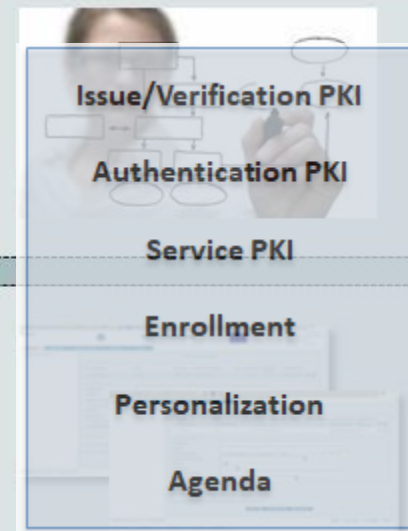 Issue/Verification PKI
Authentication PKI
Service PKI
Enrollment
Personalization
Agenda